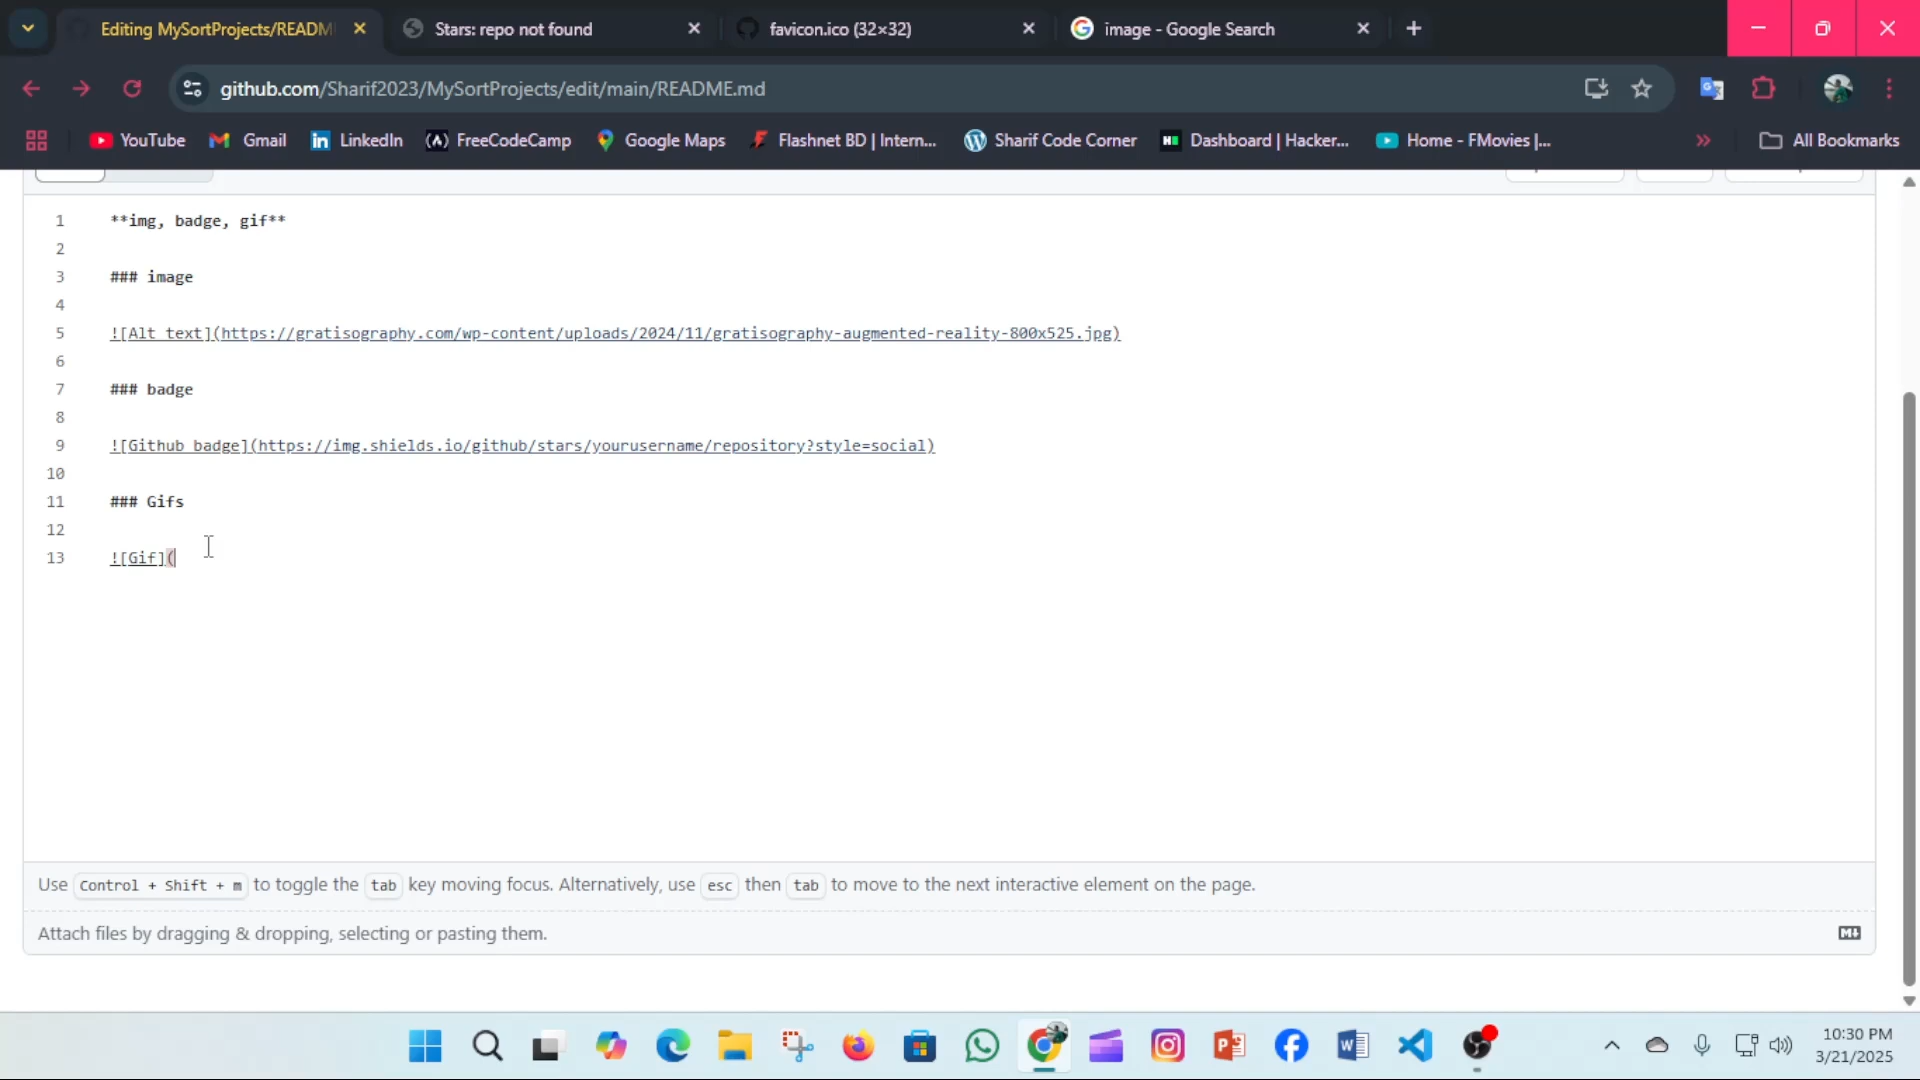 Editing MySortProjects/READM
Stars: repo not found
favicon.ico (32×32)
image - Google Search
github.com/Sharif2023/MySortProjects/edit/main/README.md
YouTube
Gmail
LinkedIn
FreeCodeCamp
Google Maps
Flashnet BD | Intern...
Sharif Code Corner
Dashboard | Hacker...
Home - FMovies |...
All Bookmarks
1 **img, badge, gif**
2
3 ### image
4
5 ![Alt text](https://gratisography.com/wp-content/uploads/2024/11/gratisography-augmented-reality-800x525.jpg)
6
7 ### badge
8
9 ![Github badge](https://img.shields.io/github/stars/yourusername/repository?style=social)
10
11 ### Gifs
12
13 ![Gif](
Use Control + Shift + m to toggle the tab key moving focus. Alternatively, use esc then tab to move to the next interactive element on the page.
Attach files by dragging & dropping, selecting or pasting them.
10:30 PM
3/21/2025